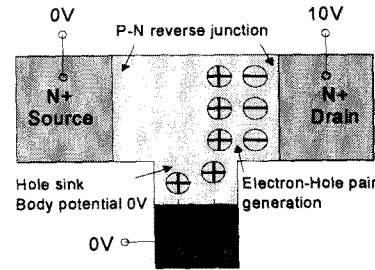 0V
P-N reverse junction
10V
N+
Source
N+
Drain
Hole sink
Body potential 0V
Electron-Hole pair
generation
0V